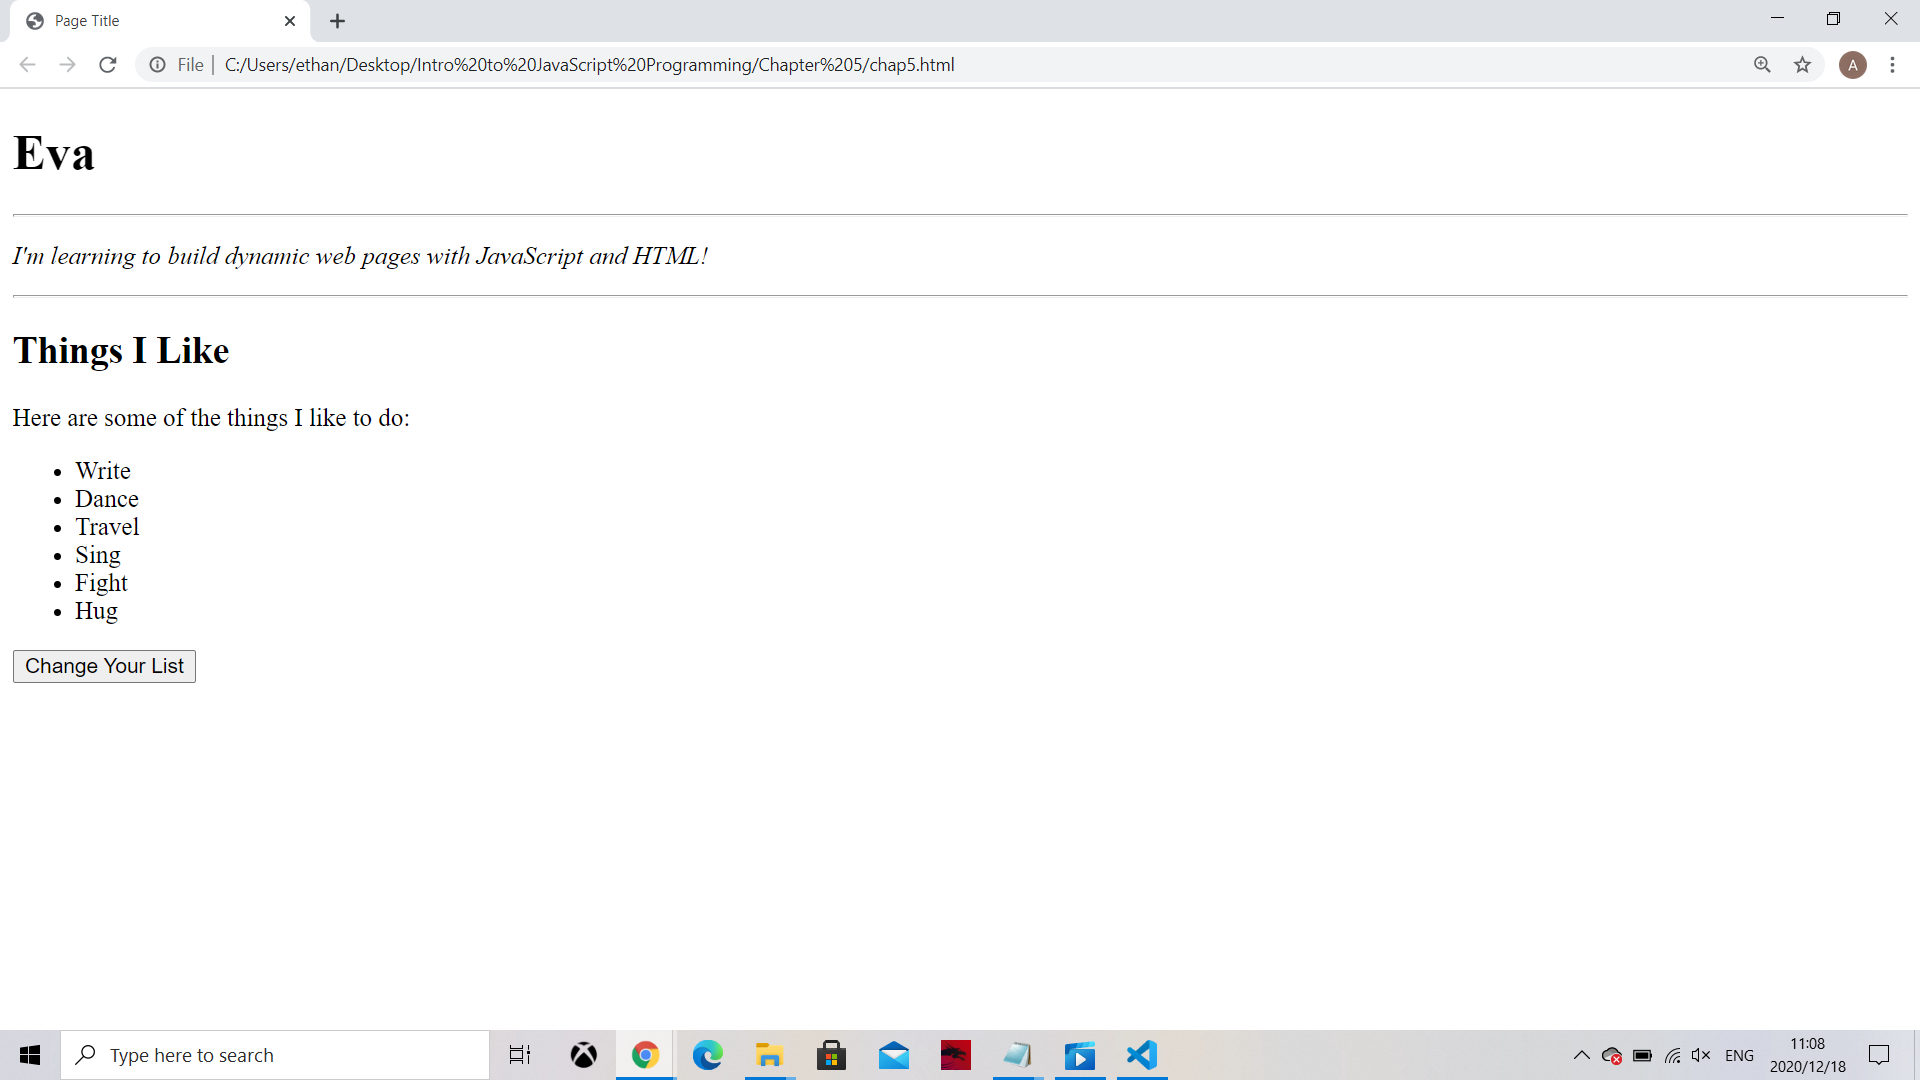 Page Title
File | C:/Users/ethan/Desktop/Intro%20to%20JavaScript%20Programming/Chapter%205/chap5.html
A
Eva
I'm learning to build dynamic web pages with JavaScript and HTML!
Things I Like
Here are some of the things I like to do:
• Write
• Dance
• Travel
• Sing
• Fight
• Hug
Change Your List
Type here to search
ENG
11:08
2020/12/18